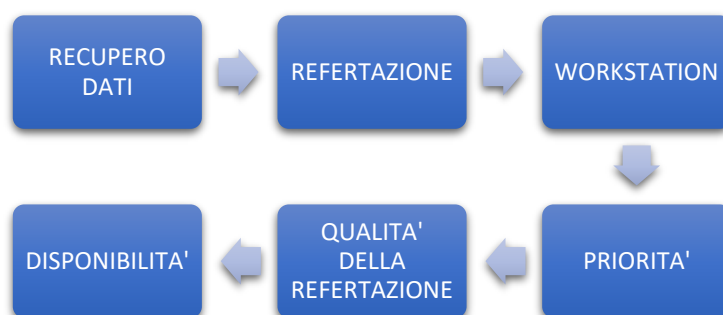 RECUPERO
DATI
REFERTAZIONE
WORKSTATION
PRIORITA'
QUALITA'
DELLA
REFERTAZIONE
DISPONIBILITA'